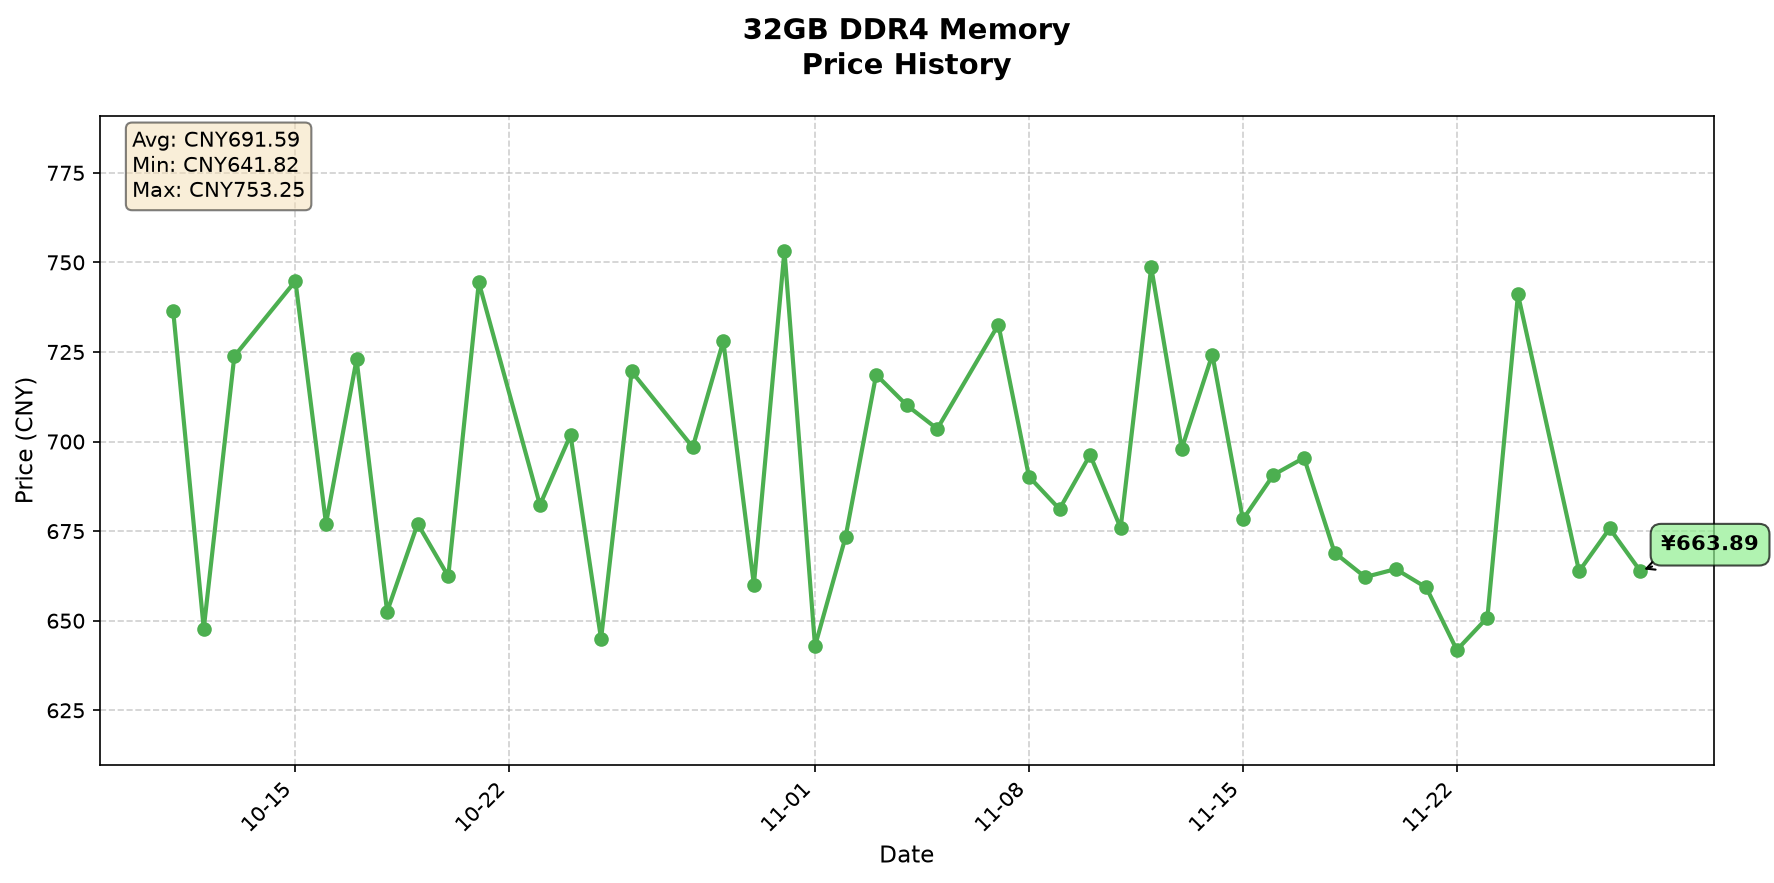 32GB DDR4 Memory
Price History
Avg: CNY691.59
Min: CNY641.82
Max: CNY753.25
775
750
725
700
675
650
625
Price (CNY)
¥663.89
10-15
10-22
11-01
11-08
11-15
11-22
Date